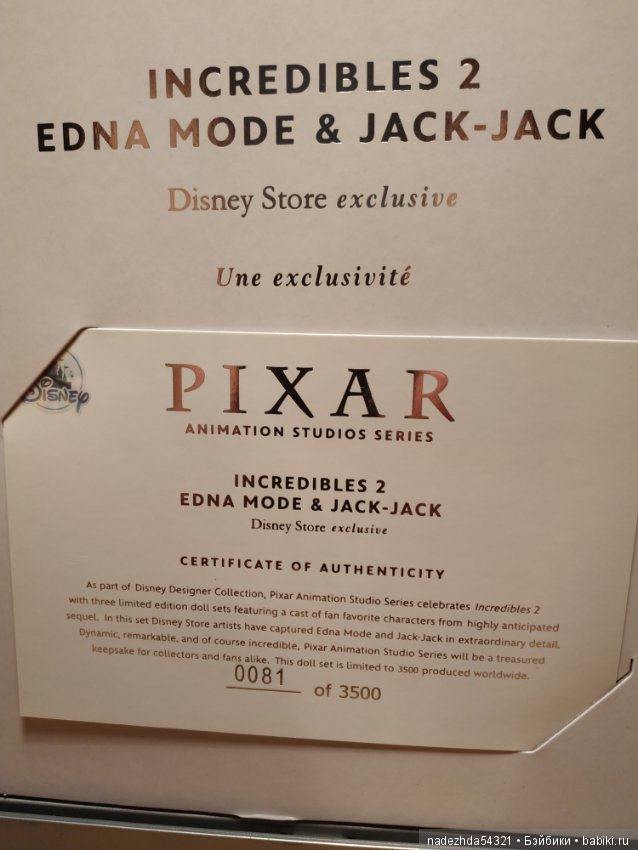 INCREDIBLES 2
EDNA MODE & JACK-JACK
Disney Store exclusive
Une exclusivité
Disney
PIXAR
ANIMATION STUDIOS SERIES
INCREDIBLES 2
EDNA MODE & JACK-JACK
Disney Store exclusive
CERTIFICATE OF AUTHENTICITY
As part of Disney Designer Collection, Pixar Animation Studio Series celebrates Incredibles 2
with three limited edition doll sets featuring a cast of fan favorite characters from highly anticipated
sequel. In this set Disney Store artists have captured Edna Mode and Jack-Jack in extraordinary detail.
Dynamic, remarkable, and of course incredible, Pixar Animation Studio Series will be a treasured
keepsake for collectors and fans alike. This doll set is limited to 3500 produced worldwide.
0081 of 3500
nadezhda54321 • Бэйбики • babiki.ru